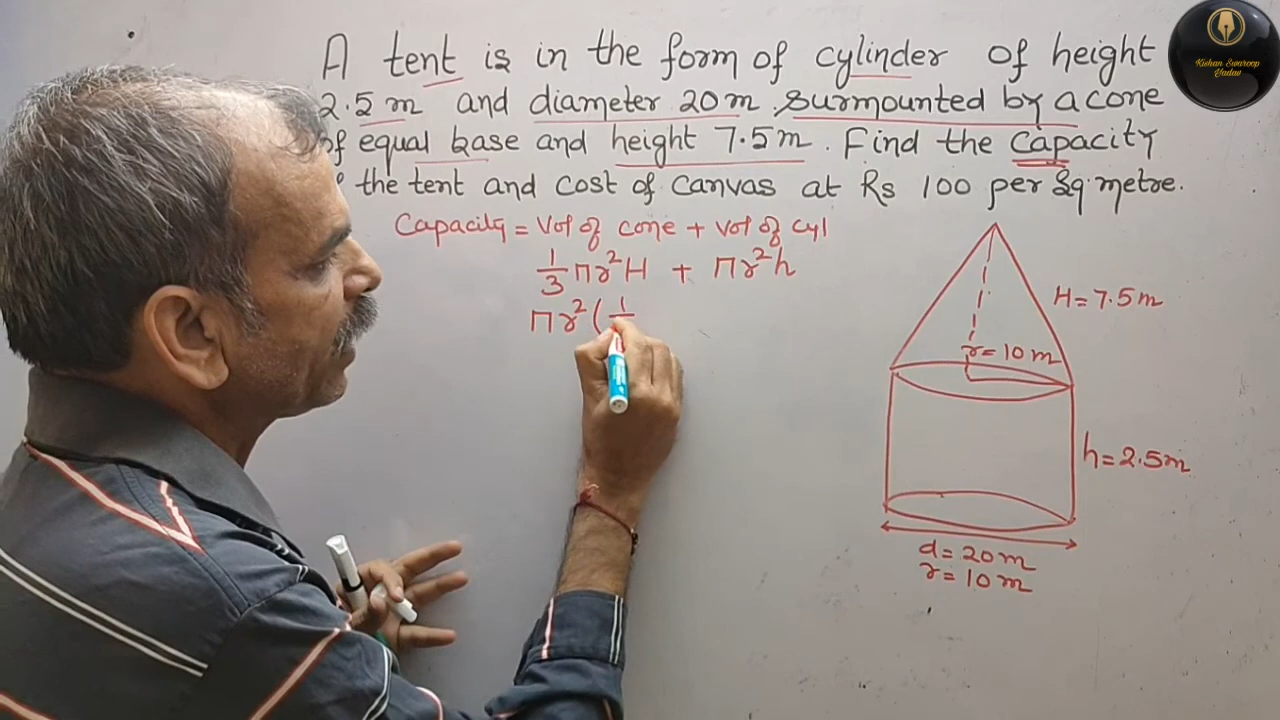 A tent is in the form of cylinder of height
2.5 m and diameter 20 m surmounted by a cone
of equal base and height 7.5 m. Find the Capacity
the tent and cost of canvas at Rs 100 per Sq. metre.
Capacity = Vol of cone + Vol of cyl
1/3 πr²H + πr²h
πr² (1
H = 7.5 m
r = 10 m
h = 2.5 m
d = 20 m
r = 10 m
Kishan Swaroop
Yadav